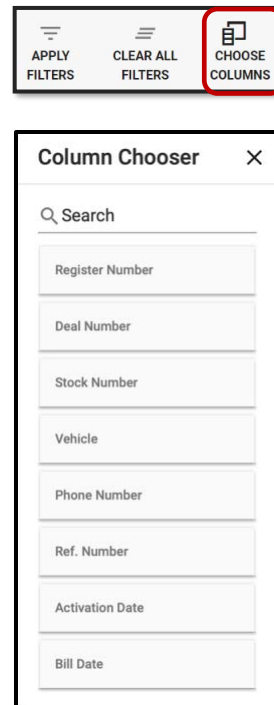 APPLY
FILTERS
CLEAR ALL
FILTERS
CHOOSE
COLUMNS
Column Chooser
Search
Register Number
Deal Number
Stock Number
Vehicle
Phone Number
Ref. Number
Activation Date
Bill Date